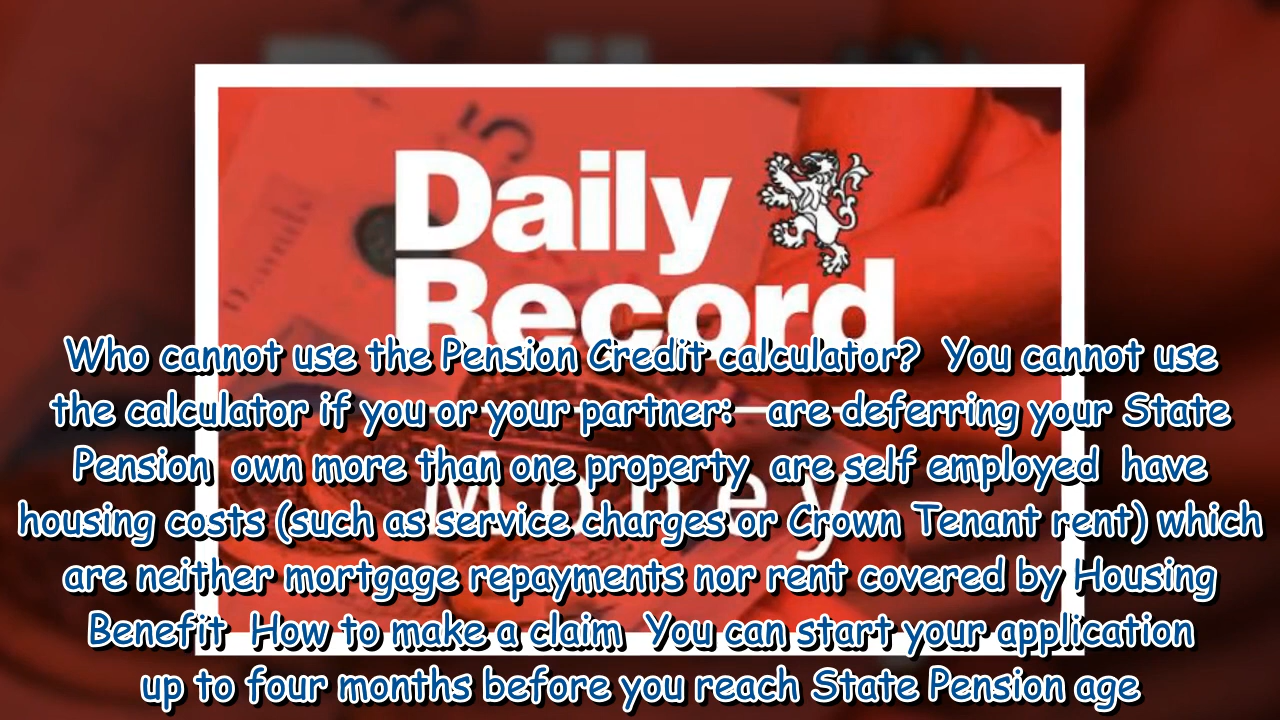 Daily
Record
Money
Who cannot use the Pension Credit calculator? You cannot use
the calculator if you or your partner: are deferring your State
Pension own more than one property are self employed have
housing costs (such as service charges or Crown Tenant rent) which
are neither mortgage repayments nor rent covered by Housing
Benefit How to make a claim You can start your application
up to four months before you reach State Pension age